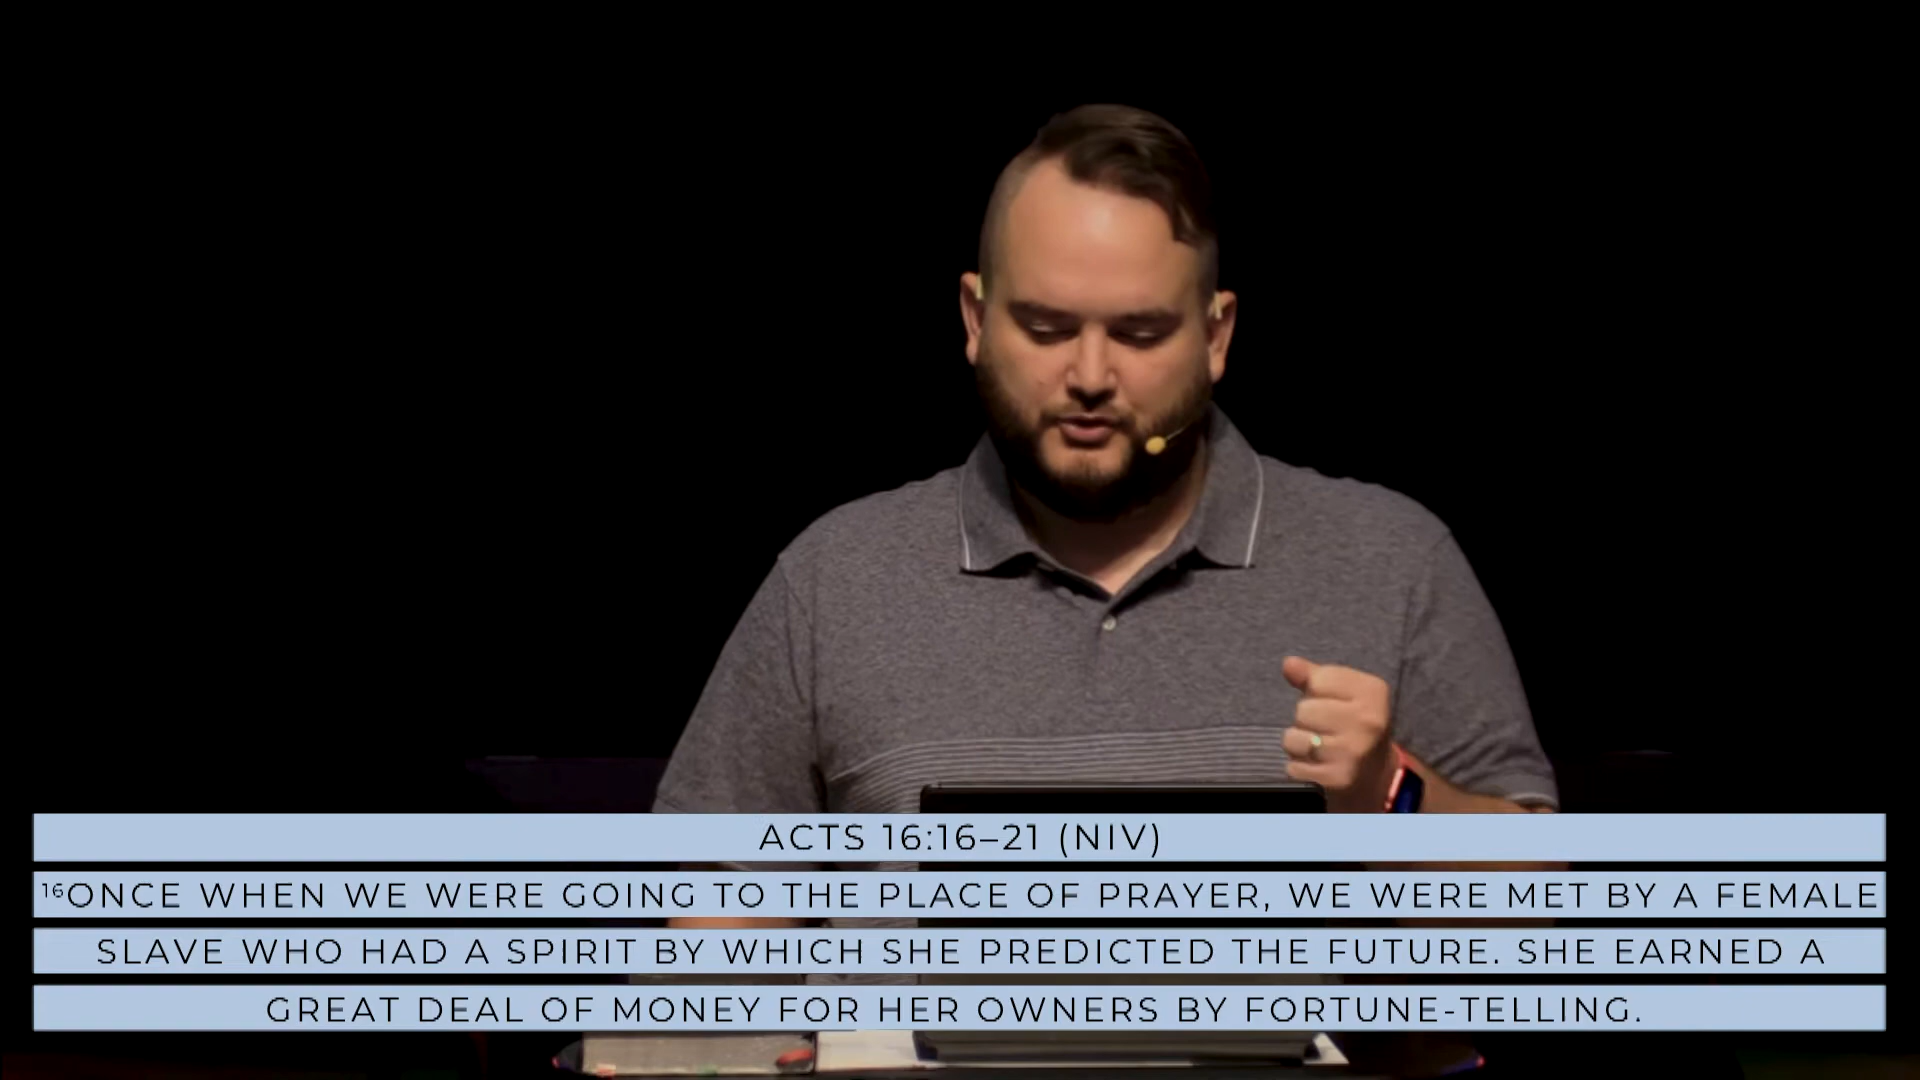 ACTS 16:16–21 (NIV)
¹⁶ONCE WHEN WE WERE GOING TO THE PLACE OF PRAYER, WE WERE MET BY A FEMALE
SLAVE WHO HAD A SPIRIT BY WHICH SHE PREDICTED THE FUTURE. SHE EARNED A
GREAT DEAL OF MONEY FOR HER OWNERS BY FORTUNE-TELLING.